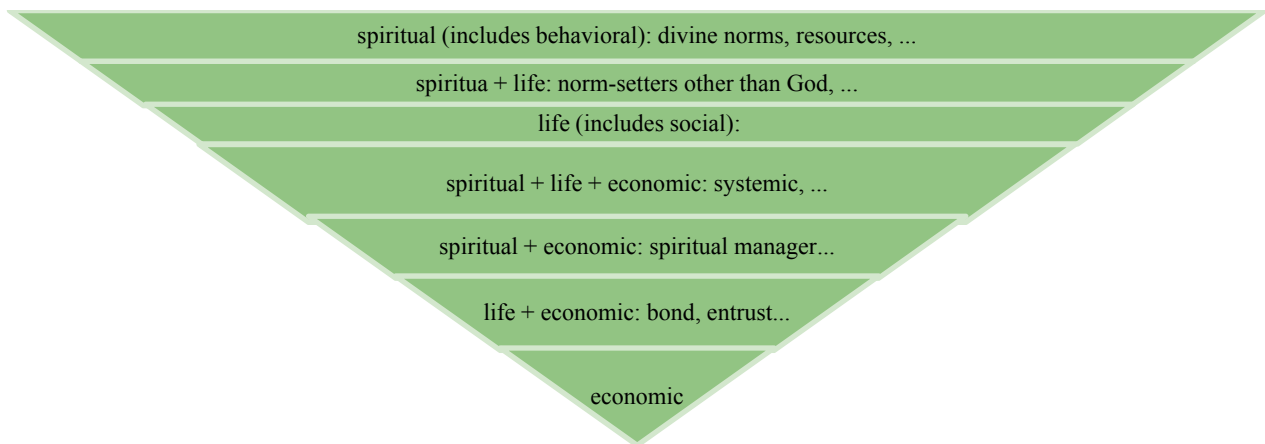 spiritual (includes behavioral): divine norms, resources, ...
spiritua + life: norm-setters other than God, ...
life (includes social):
spiritual + life + economic: systemic, ...
spiritual + economic: spiritual manager...
life + economic: bond, entrust...
economic